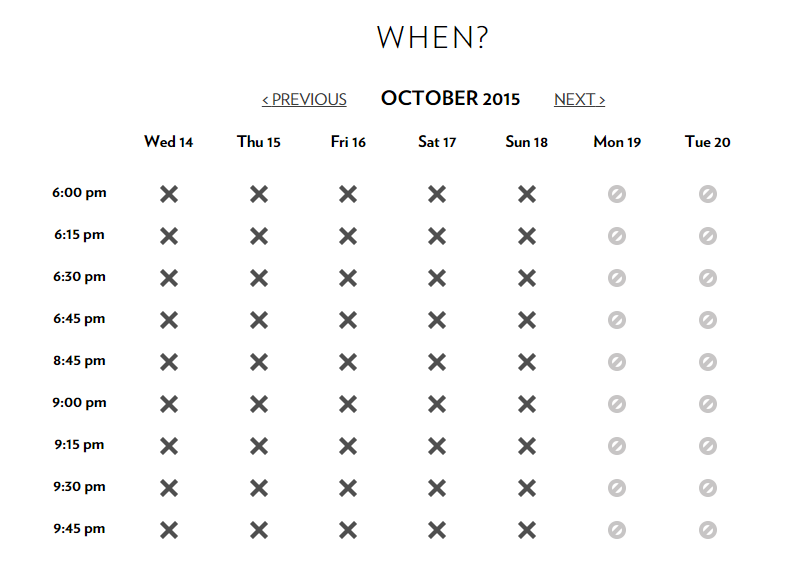 WHEN?
< PREVIOUS OCTOBER 2015 NEXT >
Wed 14 Thu 15 Fri 16 Sat 17 Sun 18 Mon 19 Tue 20
6:00 pm
6:15 pm
6:30 pm
6:45 pm
8:45 pm
9:00 pm
9:15 pm
9:30 pm
9:45 pm